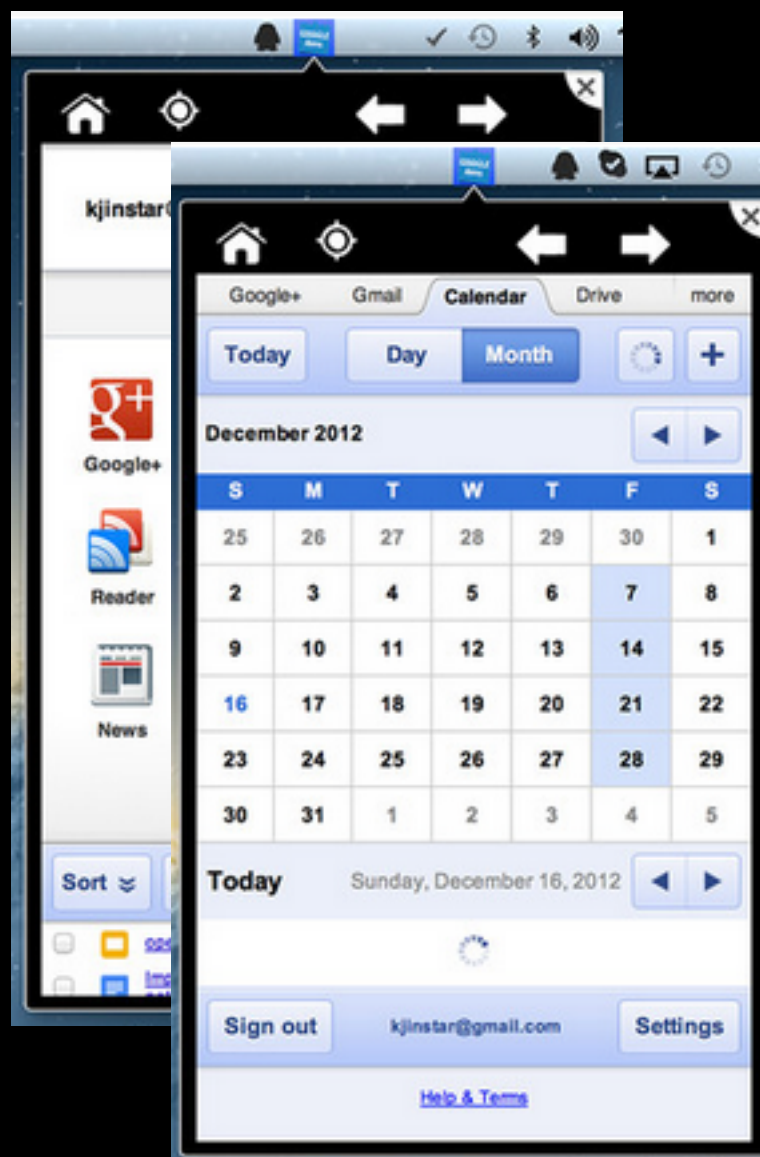 kjinstar@
Google+
Reader
News
Sort
Google+ Gmail Calendar Drive more
Today Day Month +
December 2012
S M T W T F S
25 26 27 28 29 30 1
2 3 4 5 6 7 8
9 10 11 12 13 14 15
16 17 18 19 20 21 22
23 24 25 26 27 28 29
30 31 1 2 3 4 5
Today Sunday, December 16, 2012
Sign out kjinstar@gmail.com Settings
Help & Terms